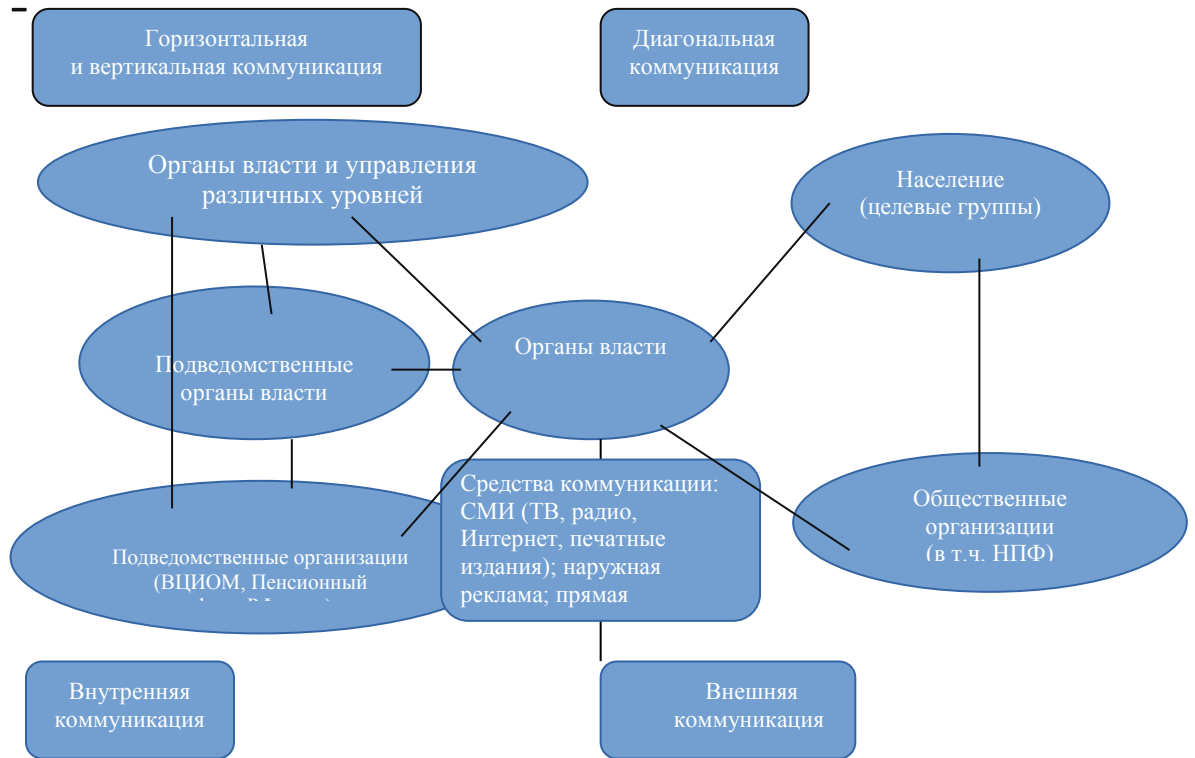 Горизонтальная
и вертикальная коммуникация
Диагональная
коммуникация
Органы власти и управления
различных уровней
Население
(целевые группы)
Подведомственные
органы власти
Органы власти
Средства коммуникации:
СМИ (ТВ, радио,
Интернет, печатные
издания); наружная
реклама; прямая
Общественные
организации
(в т.ч. НПФ)
Подведомственные организации
(ВЦИОМ, Пенсионный
Внутренняя
коммуникация
Внешняя
коммуникация